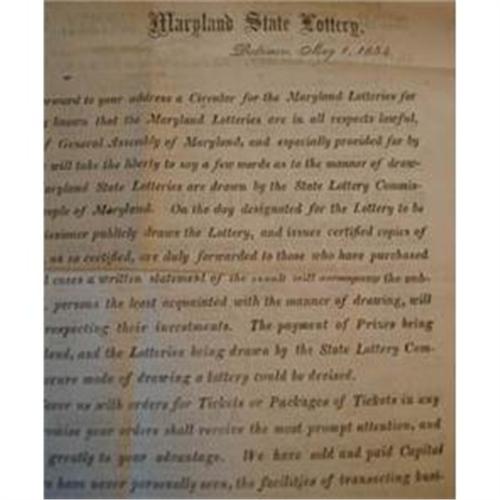 Maryland State Lottery.
May 1, 1854
rward to your address a Circular for the Maryland Lotteries for
y known that the Maryland Lotteries are in all respects lawful,
f General Assembly of Maryland, and especially provided for by
will take the liberty to say a few words as to the manner of draw-
aryland State Lotteries are drawn by the State Lottery Commis-
eople of Maryland. On the day designated for the Lottery to be
issioner publicly draws the Lottery, and issues certified copies of
us so certified, are duly forwarded to those who have purchased
l cases a written statement of the result will accompany the
persons the least acquainted with the manner of drawing, will
respecting their investments. The payment of Prizes being
land, and the Lotteries being drawn by the State Lottery Com-
ecure mode of drawing a lottery could be devised.
favor us with orders for Tickets or Packages of Tickets in any
omise your orders shall receive the most prompt attention, and
greatly to your advantage. We have sold and paid Capital
have never personally seen, the facilities of transacting busi-